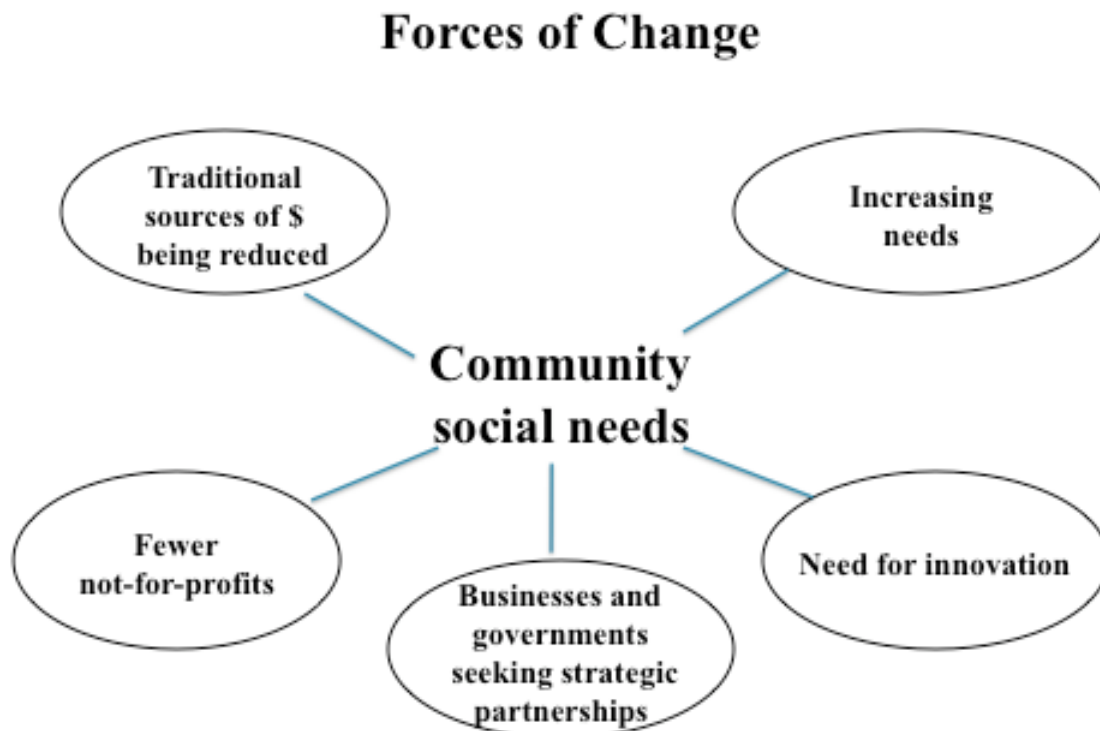 Forces of Change
Traditional
sources of $
being reduced
Increasing
needs
Community
social needs
Fewer
not-for-profits
Businesses and
governments
seeking strategic
partnerships
Need for innovation